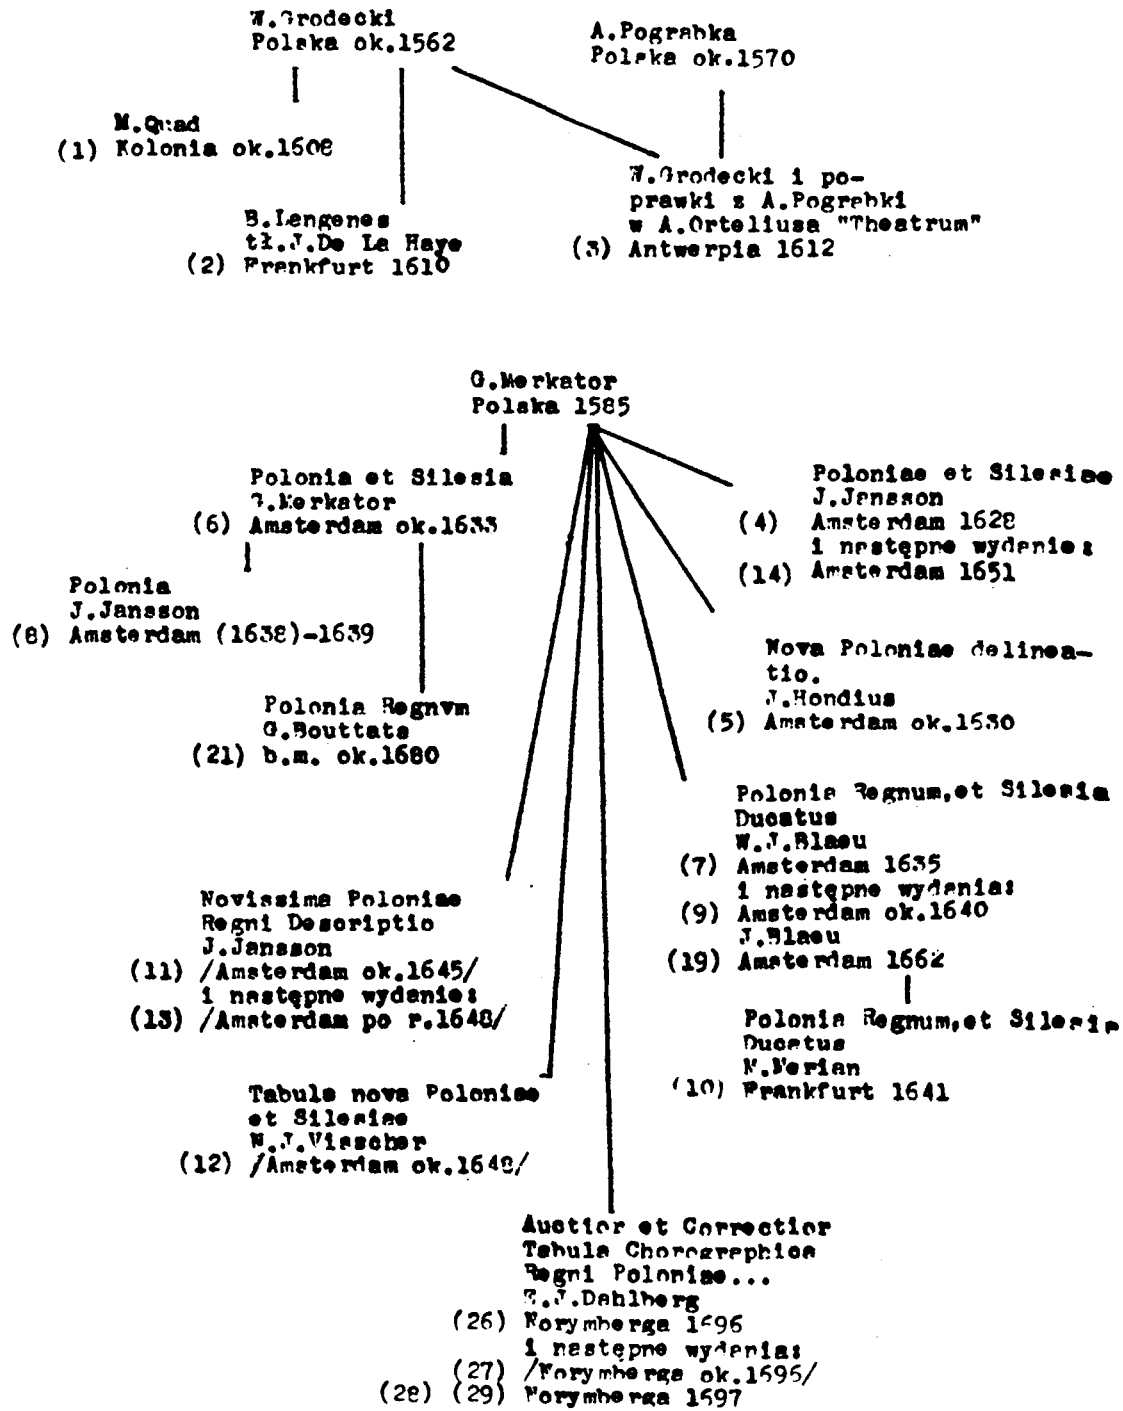 W.Grodecki
Polska ok.1562
A.Pograbka
Polska ok.1570
M.Quad
(1) Kolonia ok.1608
B.Lengenes
tł.J.De La Haye
(2) Frankfurt 1610
W.Grodecki i po-
prawki z A.Pograbki
w A.Orteliusa "Theatrum"
(3) Antwerpia 1612
G.Merkator
Polska 1585
Polonia et Silesia
G.Merkator
(6) Amsterdam ok.1633
Polonia
J.Jansson
(8) Amsterdam (1638)-1639
Polonia Regnvm
G.Bouttats
(21) b.m. ok.1680
Poloniae et Silesiae
J.Jansson
(4) Amsterdam 1628
i następne wydanie:
(14) Amsterdam 1651
Nova Poloniae delinea-
tio.
J.Hondius
(5) Amsterdam ok.1630
Polonia Regnum,et Silesia
Ducatus
W.J.Blaeu
(7) Amsterdam 1635
i następne wydania:
(9) Amsterdam ok.1640
J.Blaeu
(19) Amsterdam 1662
Polonia Regnum,et Silesia
Ducatus
M.Merian
(10) Frankfurt 1641
Novissima Poloniae
Regni Descriptio
J.Jansson
(11) /Amsterdam ok.1645/
i następne wydanie:
(13) /Amsterdam po r.1648/
Tabula nova Poloniae
et Silesiae
N.J.Visscher
(12) /Amsterdam ok.1648/
Auctior et Correctior
Tabula Chorographica
Regni Poloniae...
E.J.Dahlberg
(26) Norymberga 1696
i następne wydania:
(27) /Norymberga ok.1696/
(28) (29) Norymberga 1697